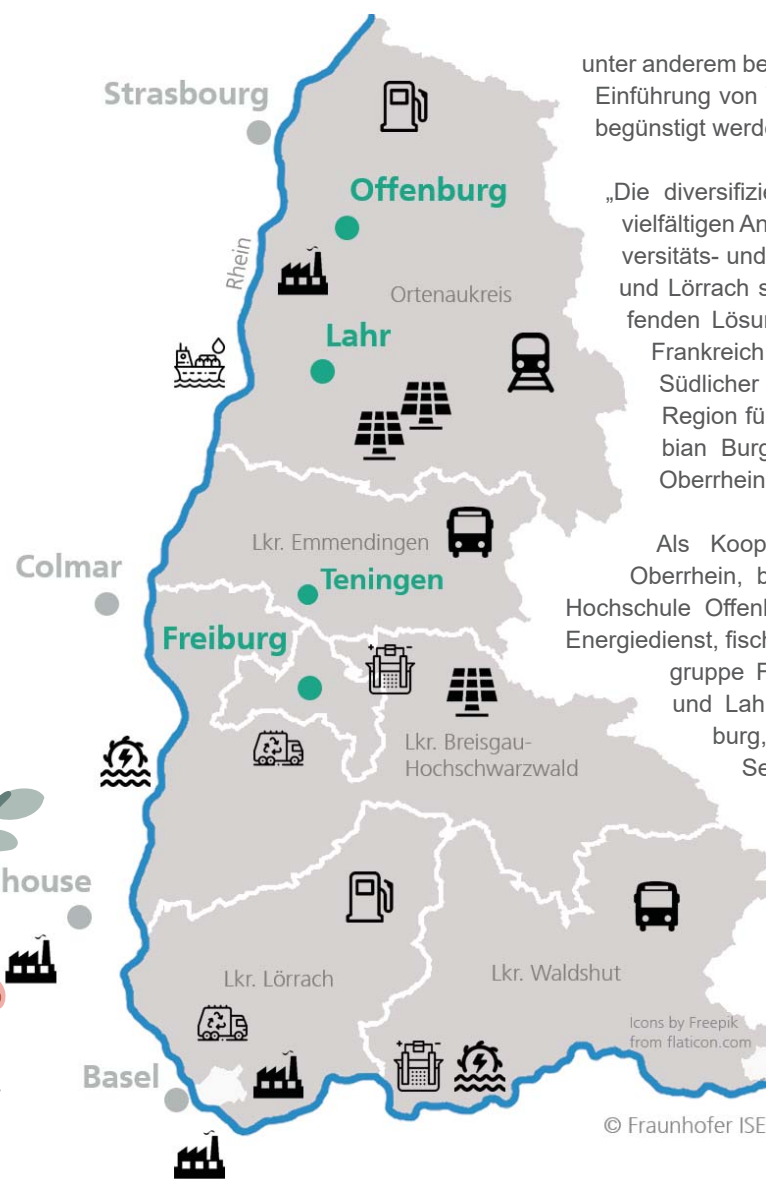 Strasbourg
Offenburg
Rhein
Ortenaukreis
Lahr
Lkr. Emmendingen
Colmar
Teningen
Freiburg
Lkr. Breisgau-
Hochschwarzwald
house
Lkr. Lörrach
Lkr. Waldshut
Icons by Freepik
from flaticon.com
Basel
© Fraunhofer ISE
unter anderem be
Einführung von
begünstigt werd
„Die diversifizie
vielfältigen An
versitäts- und
und Lörrach s
fenden Lösu
Frankreich
Südlicher
Region fü
bian Burg
Oberrhein
Als Koop
Oberrhein, b
Hochschule Offen
Energiedienst, fisch
gruppe F
und Lah
burg,
Se